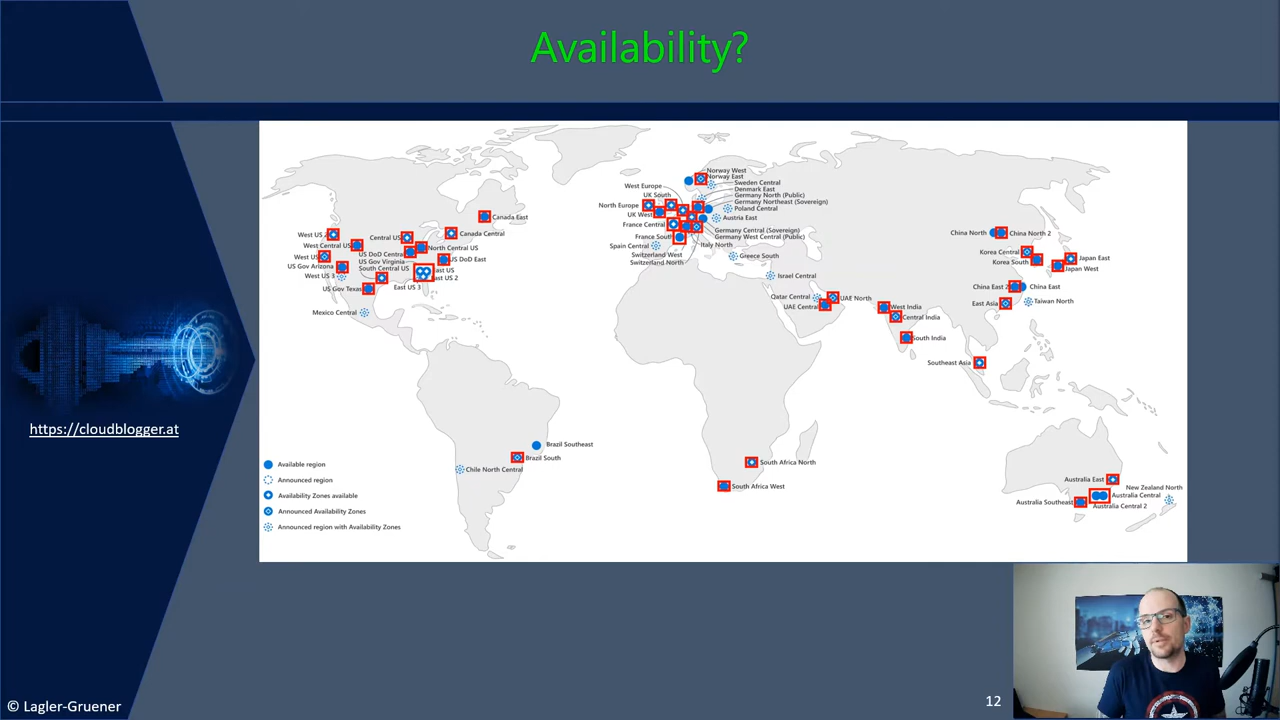 Availability?
Norway West
Norway East
Sweden Central
Denmark East
Germany North (Public)
Germany Northeast (Sovereign)
Poland Central
Austria East
Germany Central (Sovereign)
Germany West Central (Public)
Italy North
Greece South
West Europe
UK South
North Europe
UK West
France Central
France South
Spain Central
Switzerland West
Switzerland North
Israel Central
Qatar Central
UAE North
UAE Central
Canada East
Canada Central
West US 2
West Central US
Central US
North Central US
US DoD Central
US DoD East
US Gov Virginia
South Central US
West US
US Gov Arizona
West US 3
East US
East US 2
East US 3
US Gov Texas
Mexico Central
China North
China North 2
Korea Central
Korea South
Japan East
Japan West
China East 2
China East
East Asia
Taiwan North
West India
Central India
South India
Southeast Asia
Brazil Southeast
Brazil South
Chile North Central
South Africa North
South Africa West
Australia East
New Zealand North
Australia Central
Australia Southeast
Australia Central 2
https://cloudblogger.at
Available region
Announced region
Availability Zones available
Announced Availability Zones
Announced region with Availability Zones
© Lagler-Gruener
12